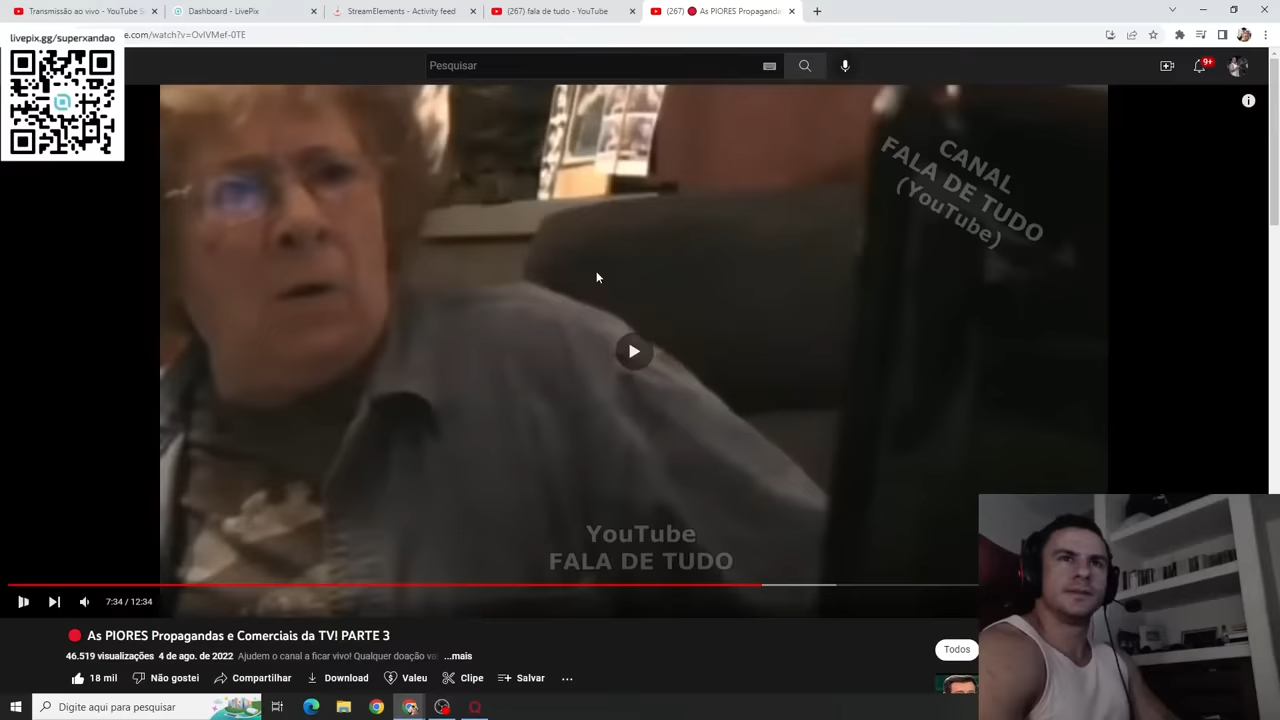 Transmissão ao vivo - YouTube S
Dashboard - LivePix
StreamElements - Activity feed
(267) fala de tudo - YouTube
(267) 🔴 As PIORES Propaganda
livepix.gg/superxandao
e.com/watch?v=OvIVMef-0TE
Pesquisar
9+
CANAL
FALA DE TUDO
(YouTube)
YouTube
FALA DE TUDO
7:34 / 12:34
🔴 As PIORES Propagandas e Comerciais da TV! PARTE 3
46.519 visualizações 4 de ago. de 2022 Ajudem o canal a ficar vivo! Qualquer doação va ...mais
Todos
18 mil
Não gostei
Compartilhar
Download
Valeu
Clipe
Salvar
Digite aqui para pesquisar